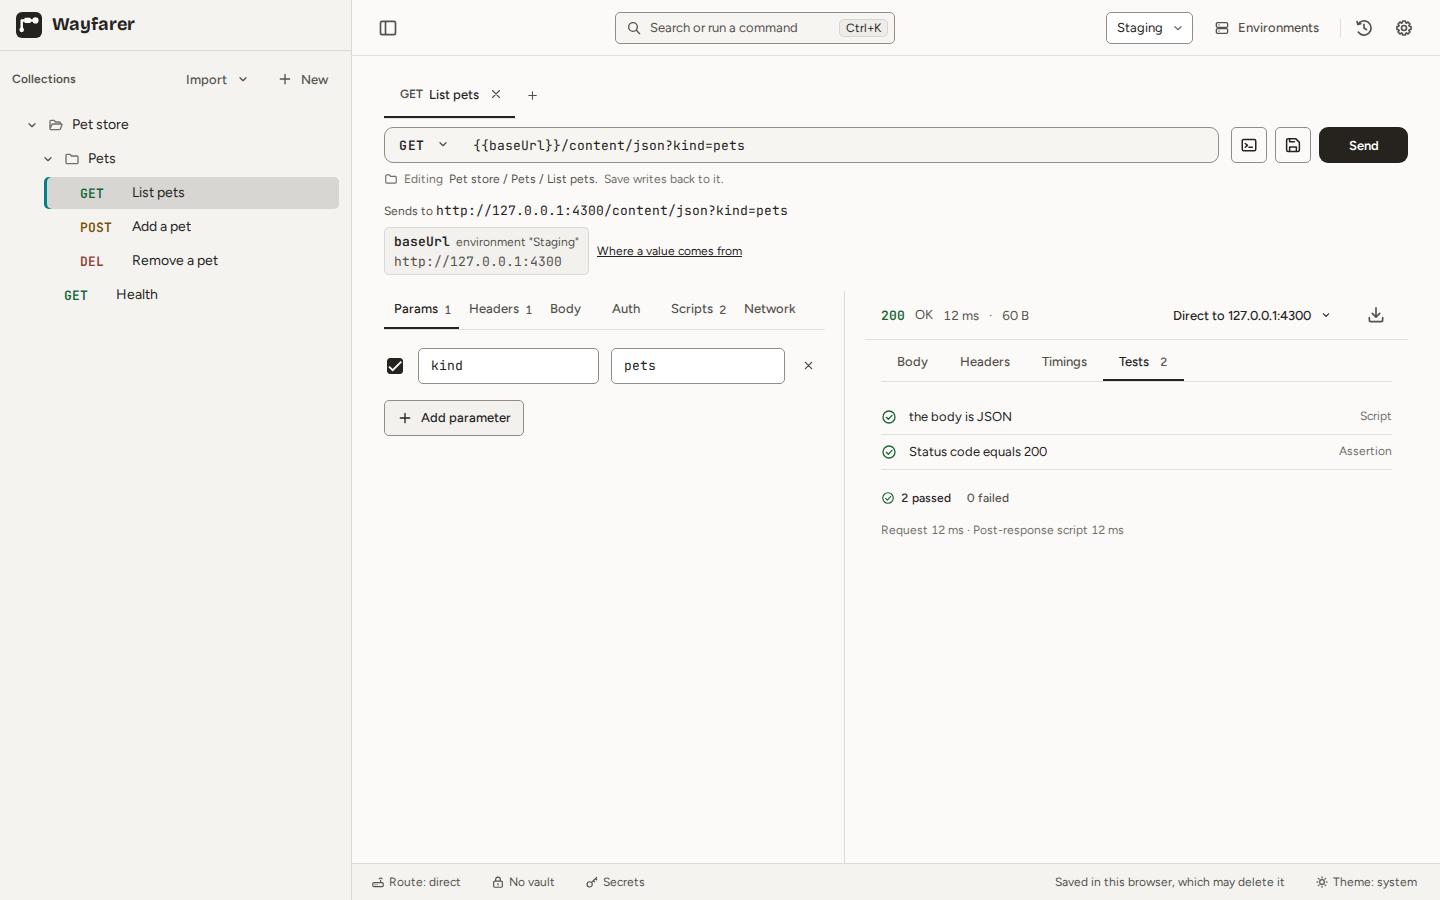 Wayfarer
Search or run a command Ctrl+K
Staging
Environments
Collections Import New
Pet store
Pets
GET List pets
POST Add a pet
DEL Remove a pet
GET Health
GET List pets
GET {{baseUrl}}/content/json?kind=pets
Send
Editing Pet store / Pets / List pets. Save writes back to it.
Sends to http://127.0.0.1:4300/content/json?kind=pets
baseUrl environment "Staging"
http://127.0.0.1:4300
Where a value comes from
Params 1 Headers 1 Body Auth Scripts 2 Network
kind pets
Add parameter
200 OK 12 ms · 60 B
Direct to 127.0.0.1:4300
Body Headers Timings Tests 2
the body is JSON Script
Status code equals 200 Assertion
2 passed 0 failed
Request 12 ms · Post-response script 12 ms
Route: direct No vault Secrets
Saved in this browser, which may delete it Theme: system